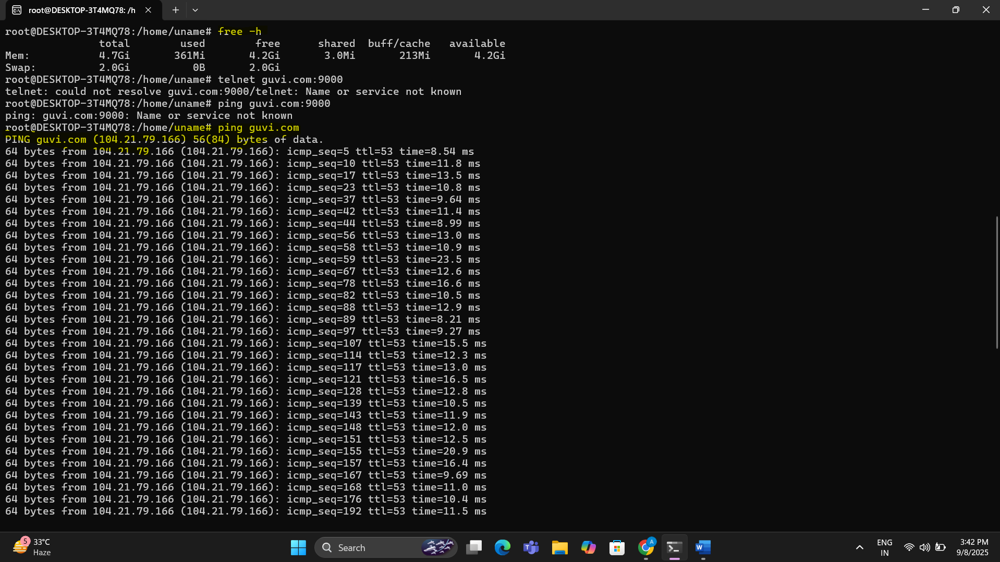 root@DESKTOP-3T4MQ78: /h
root@DESKTOP-3T4MQ78:/home/uname# free -h
total used free shared buff/cache available
Mem: 4.7Gi 361Mi 4.2Gi 3.0Mi 213Mi 4.2Gi
Swap: 2.0Gi 0B 2.0Gi
root@DESKTOP-3T4MQ78:/home/uname# telnet guvi.com:9000
telnet: could not resolve guvi.com:9000/telnet: Name or service not known
root@DESKTOP-3T4MQ78:/home/uname# ping guvi.com:9000
ping: guvi.com:9000: Name or service not known
root@DESKTOP-3T4MQ78:/home/uname# ping guvi.com
PING guvi.com (104.21.79.166) 56(84) bytes of data.
64 bytes from 104.21.79.166 (104.21.79.166): icmp_seq=5 ttl=53 time=8.54 ms
64 bytes from 104.21.79.166 (104.21.79.166): icmp_seq=10 ttl=53 time=11.8 ms
64 bytes from 104.21.79.166 (104.21.79.166): icmp_seq=17 ttl=53 time=13.5 ms
64 bytes from 104.21.79.166 (104.21.79.166): icmp_seq=23 ttl=53 time=10.8 ms
64 bytes from 104.21.79.166 (104.21.79.166): icmp_seq=37 ttl=53 time=9.64 ms
64 bytes from 104.21.79.166 (104.21.79.166): icmp_seq=42 ttl=53 time=11.4 ms
64 bytes from 104.21.79.166 (104.21.79.166): icmp_seq=44 ttl=53 time=8.99 ms
64 bytes from 104.21.79.166 (104.21.79.166): icmp_seq=56 ttl=53 time=13.0 ms
64 bytes from 104.21.79.166 (104.21.79.166): icmp_seq=58 ttl=53 time=10.9 ms
64 bytes from 104.21.79.166 (104.21.79.166): icmp_seq=59 ttl=53 time=23.5 ms
64 bytes from 104.21.79.166 (104.21.79.166): icmp_seq=67 ttl=53 time=12.6 ms
64 bytes from 104.21.79.166 (104.21.79.166): icmp_seq=78 ttl=53 time=16.6 ms
64 bytes from 104.21.79.166 (104.21.79.166): icmp_seq=82 ttl=53 time=10.5 ms
64 bytes from 104.21.79.166 (104.21.79.166): icmp_seq=88 ttl=53 time=12.9 ms
64 bytes from 104.21.79.166 (104.21.79.166): icmp_seq=89 ttl=53 time=8.21 ms
64 bytes from 104.21.79.166 (104.21.79.166): icmp_seq=97 ttl=53 time=9.27 ms
64 bytes from 104.21.79.166 (104.21.79.166): icmp_seq=107 ttl=53 time=15.5 ms
64 bytes from 104.21.79.166 (104.21.79.166): icmp_seq=114 ttl=53 time=12.3 ms
64 bytes from 104.21.79.166 (104.21.79.166): icmp_seq=117 ttl=53 time=13.0 ms
64 bytes from 104.21.79.166 (104.21.79.166): icmp_seq=121 ttl=53 time=16.5 ms
64 bytes from 104.21.79.166 (104.21.79.166): icmp_seq=128 ttl=53 time=12.8 ms
64 bytes from 104.21.79.166 (104.21.79.166): icmp_seq=139 ttl=53 time=10.5 ms
64 bytes from 104.21.79.166 (104.21.79.166): icmp_seq=143 ttl=53 time=11.9 ms
64 bytes from 104.21.79.166 (104.21.79.166): icmp_seq=148 ttl=53 time=12.0 ms
64 bytes from 104.21.79.166 (104.21.79.166): icmp_seq=151 ttl=53 time=12.5 ms
64 bytes from 104.21.79.166 (104.21.79.166): icmp_seq=155 ttl=53 time=20.9 ms
64 bytes from 104.21.79.166 (104.21.79.166): icmp_seq=157 ttl=53 time=16.4 ms
64 bytes from 104.21.79.166 (104.21.79.166): icmp_seq=167 ttl=53 time=9.69 ms
64 bytes from 104.21.79.166 (104.21.79.166): icmp_seq=168 ttl=53 time=11.0 ms
64 bytes from 104.21.79.166 (104.21.79.166): icmp_seq=176 ttl=53 time=10.4 ms
64 bytes from 104.21.79.166 (104.21.79.166): icmp_seq=192 ttl=53 time=11.5 ms
5 33°C
Haze
Search
A
ENG
IN
3:42 PM
9/8/2025